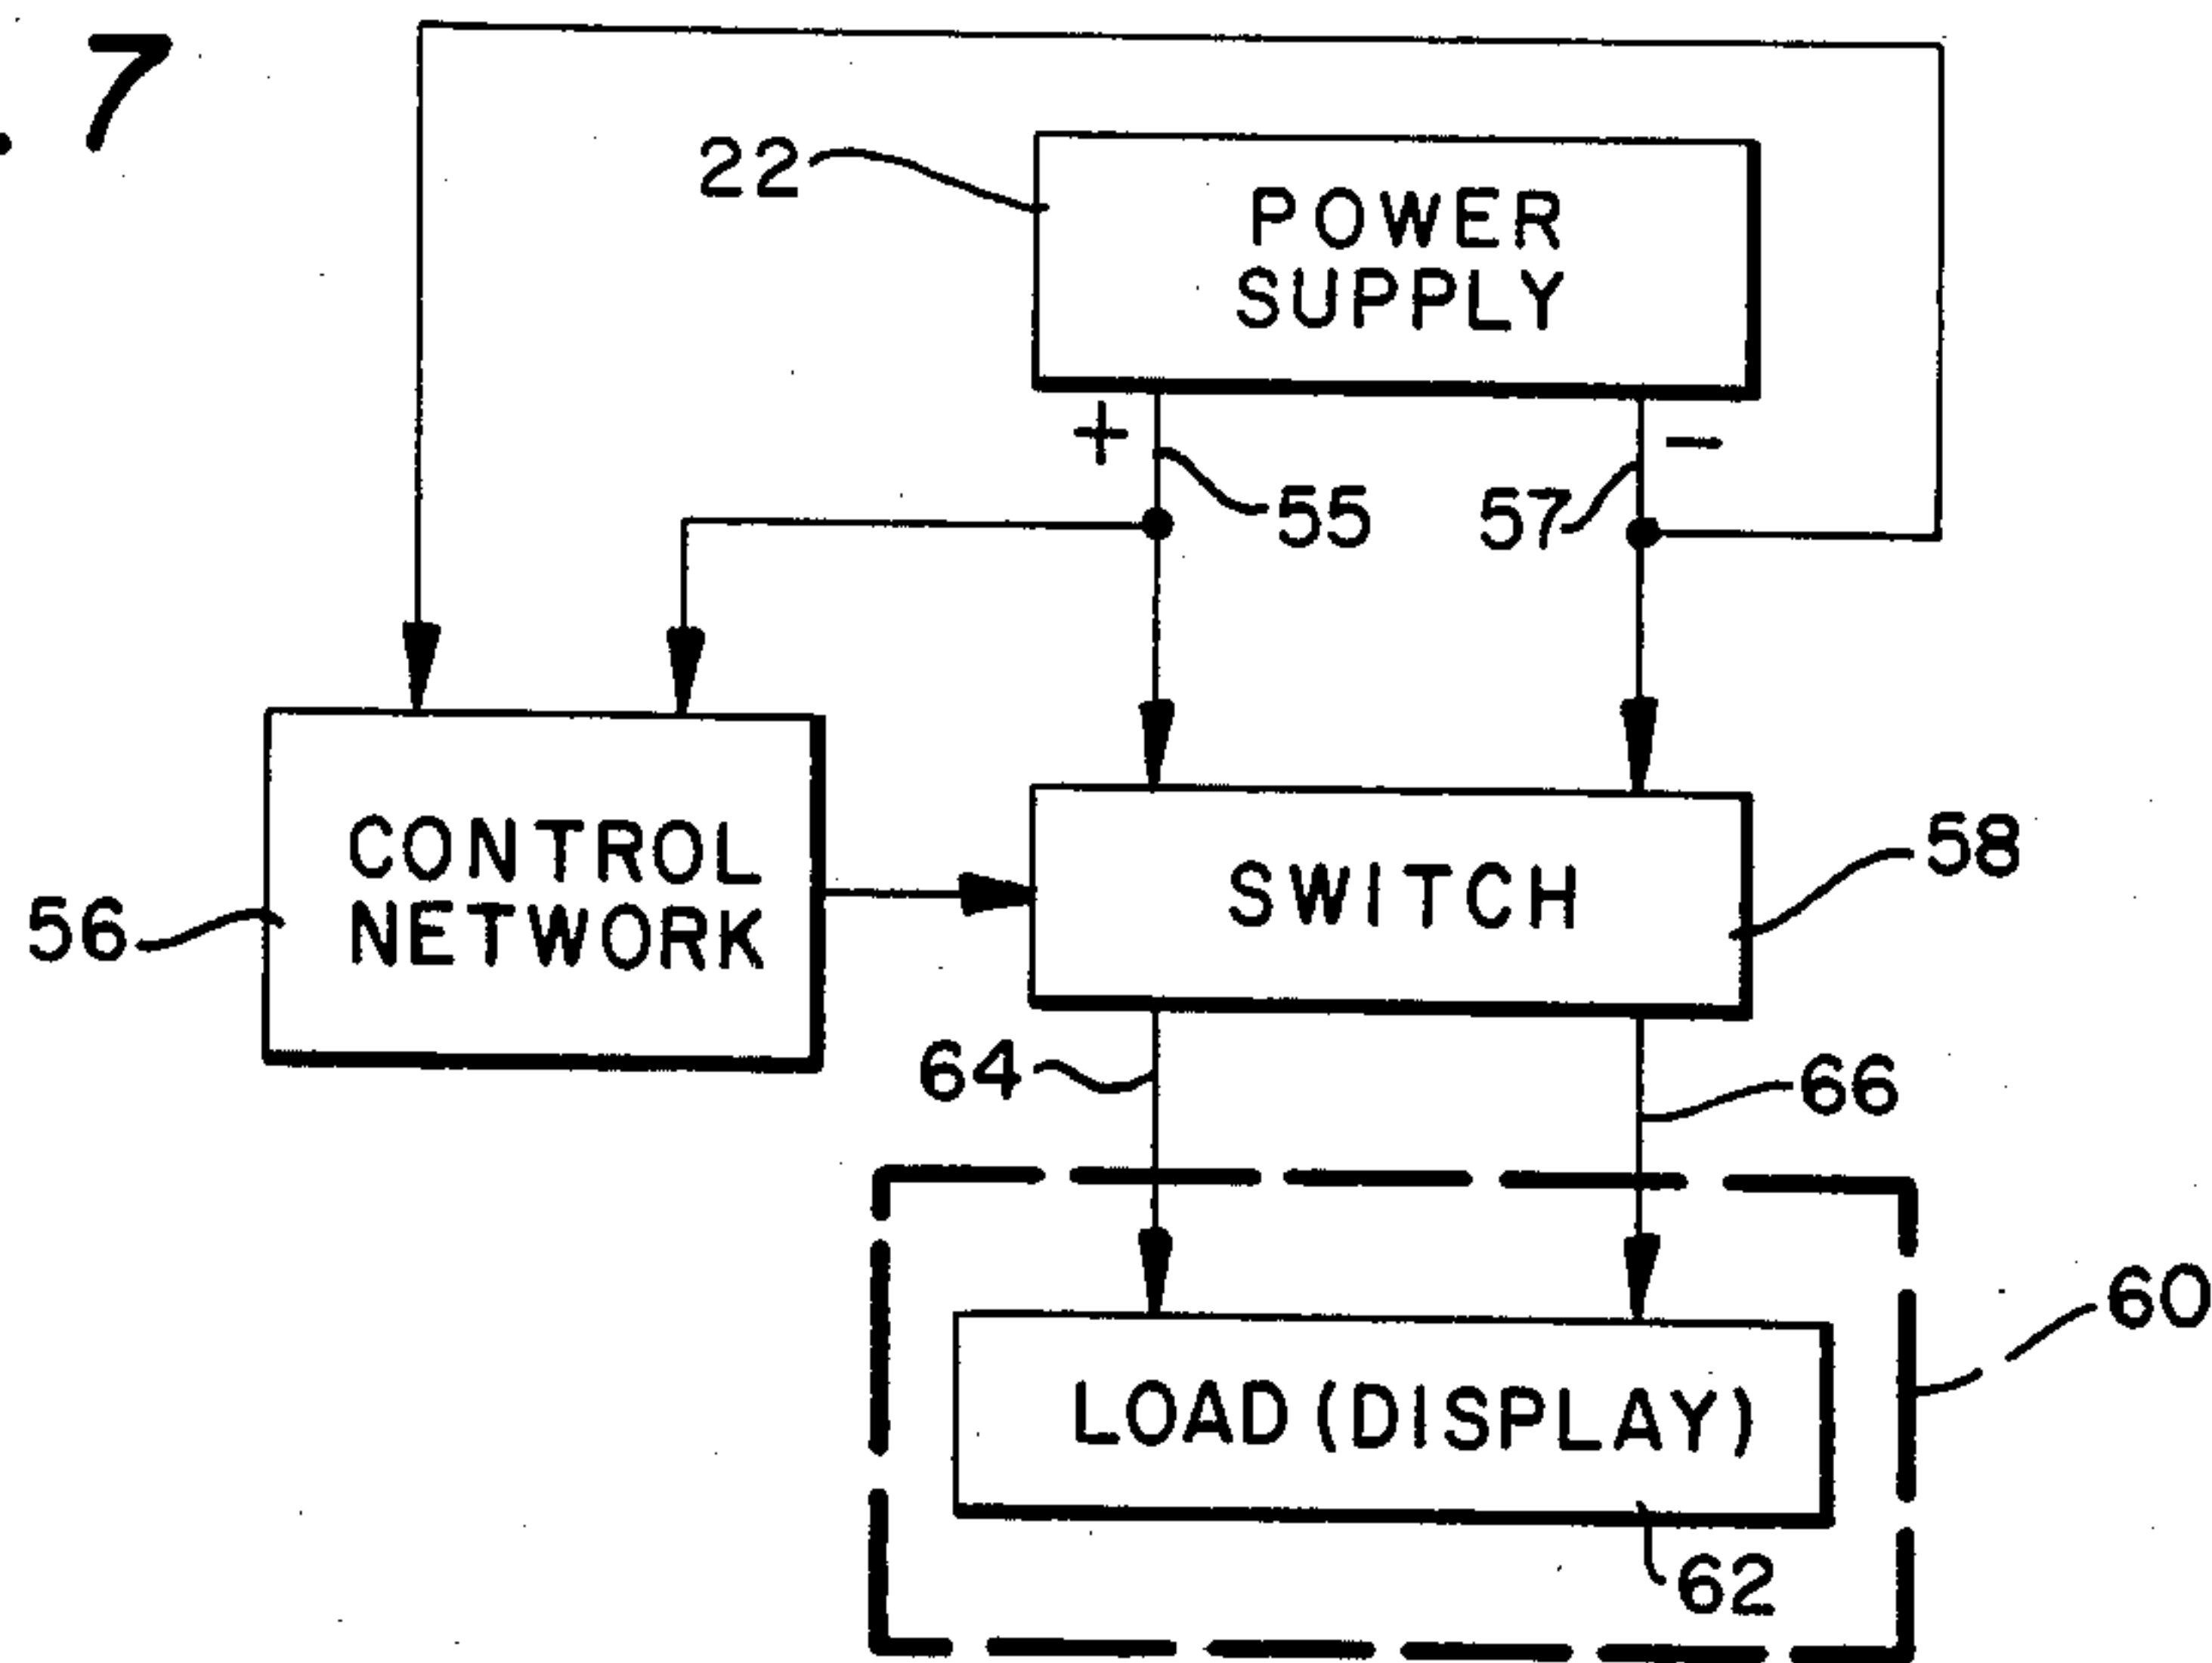 . 7
22
POWER
SUPPLY
+
-
55
57
CONTROL
NETWORK
56
SWITCH
58
64
66
60
LOAD (DISPLAY)
62